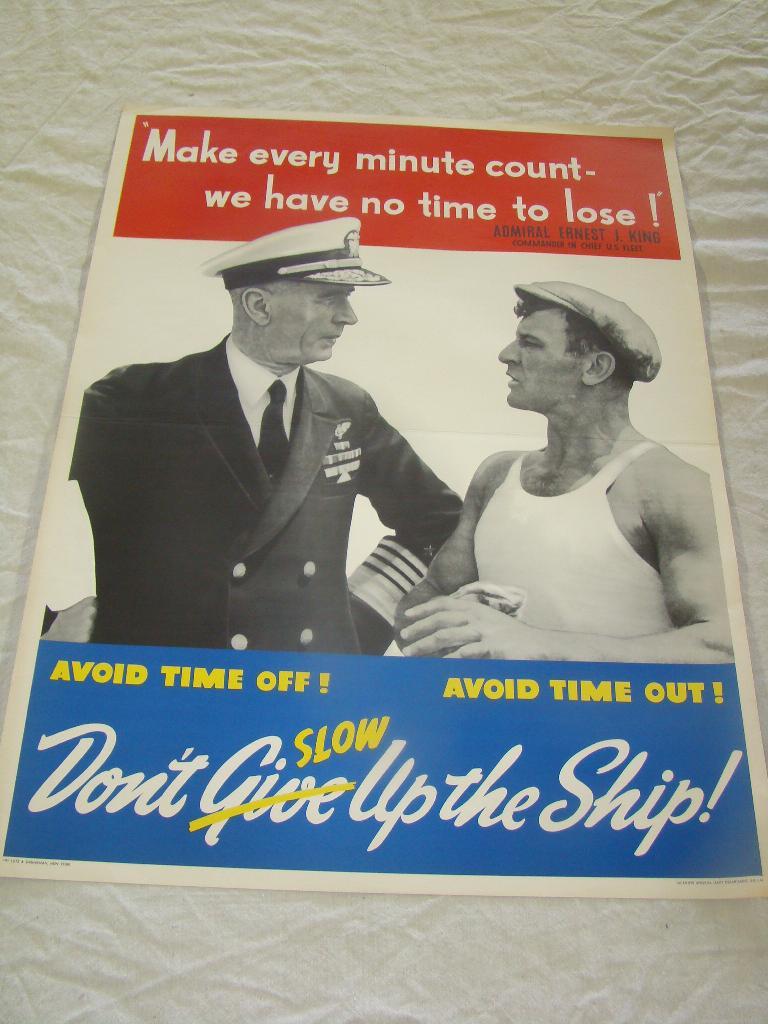 "Make every minute count-
we have no time to lose!"
ADMIRAL ERNEST J. KING
COMMANDER IN CHIEF U.S. FLEET
AVOID TIME OFF!
AVOID TIME OUT!
SLOW
Don't Give Up the Ship!